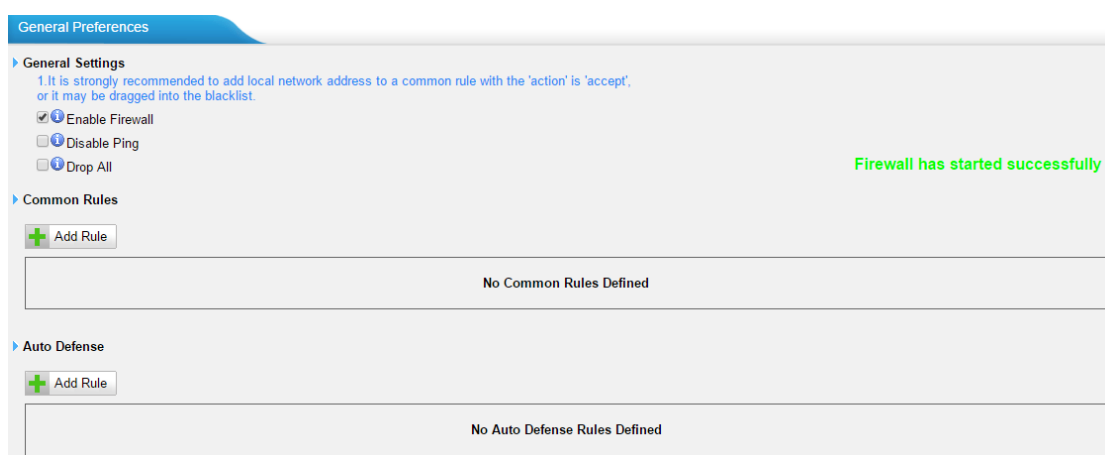 General Preferences
General Settings
1.It is strongly recommended to add local network address to a common rule with the 'action' is 'accept',
or it may be dragged into the blacklist.
Enable Firewall
Disable Ping
Drop All
Firewall has started successfully
Common Rules
Add Rule
No Common Rules Defined
Auto Defense
Add Rule
No Auto Defense Rules Defined